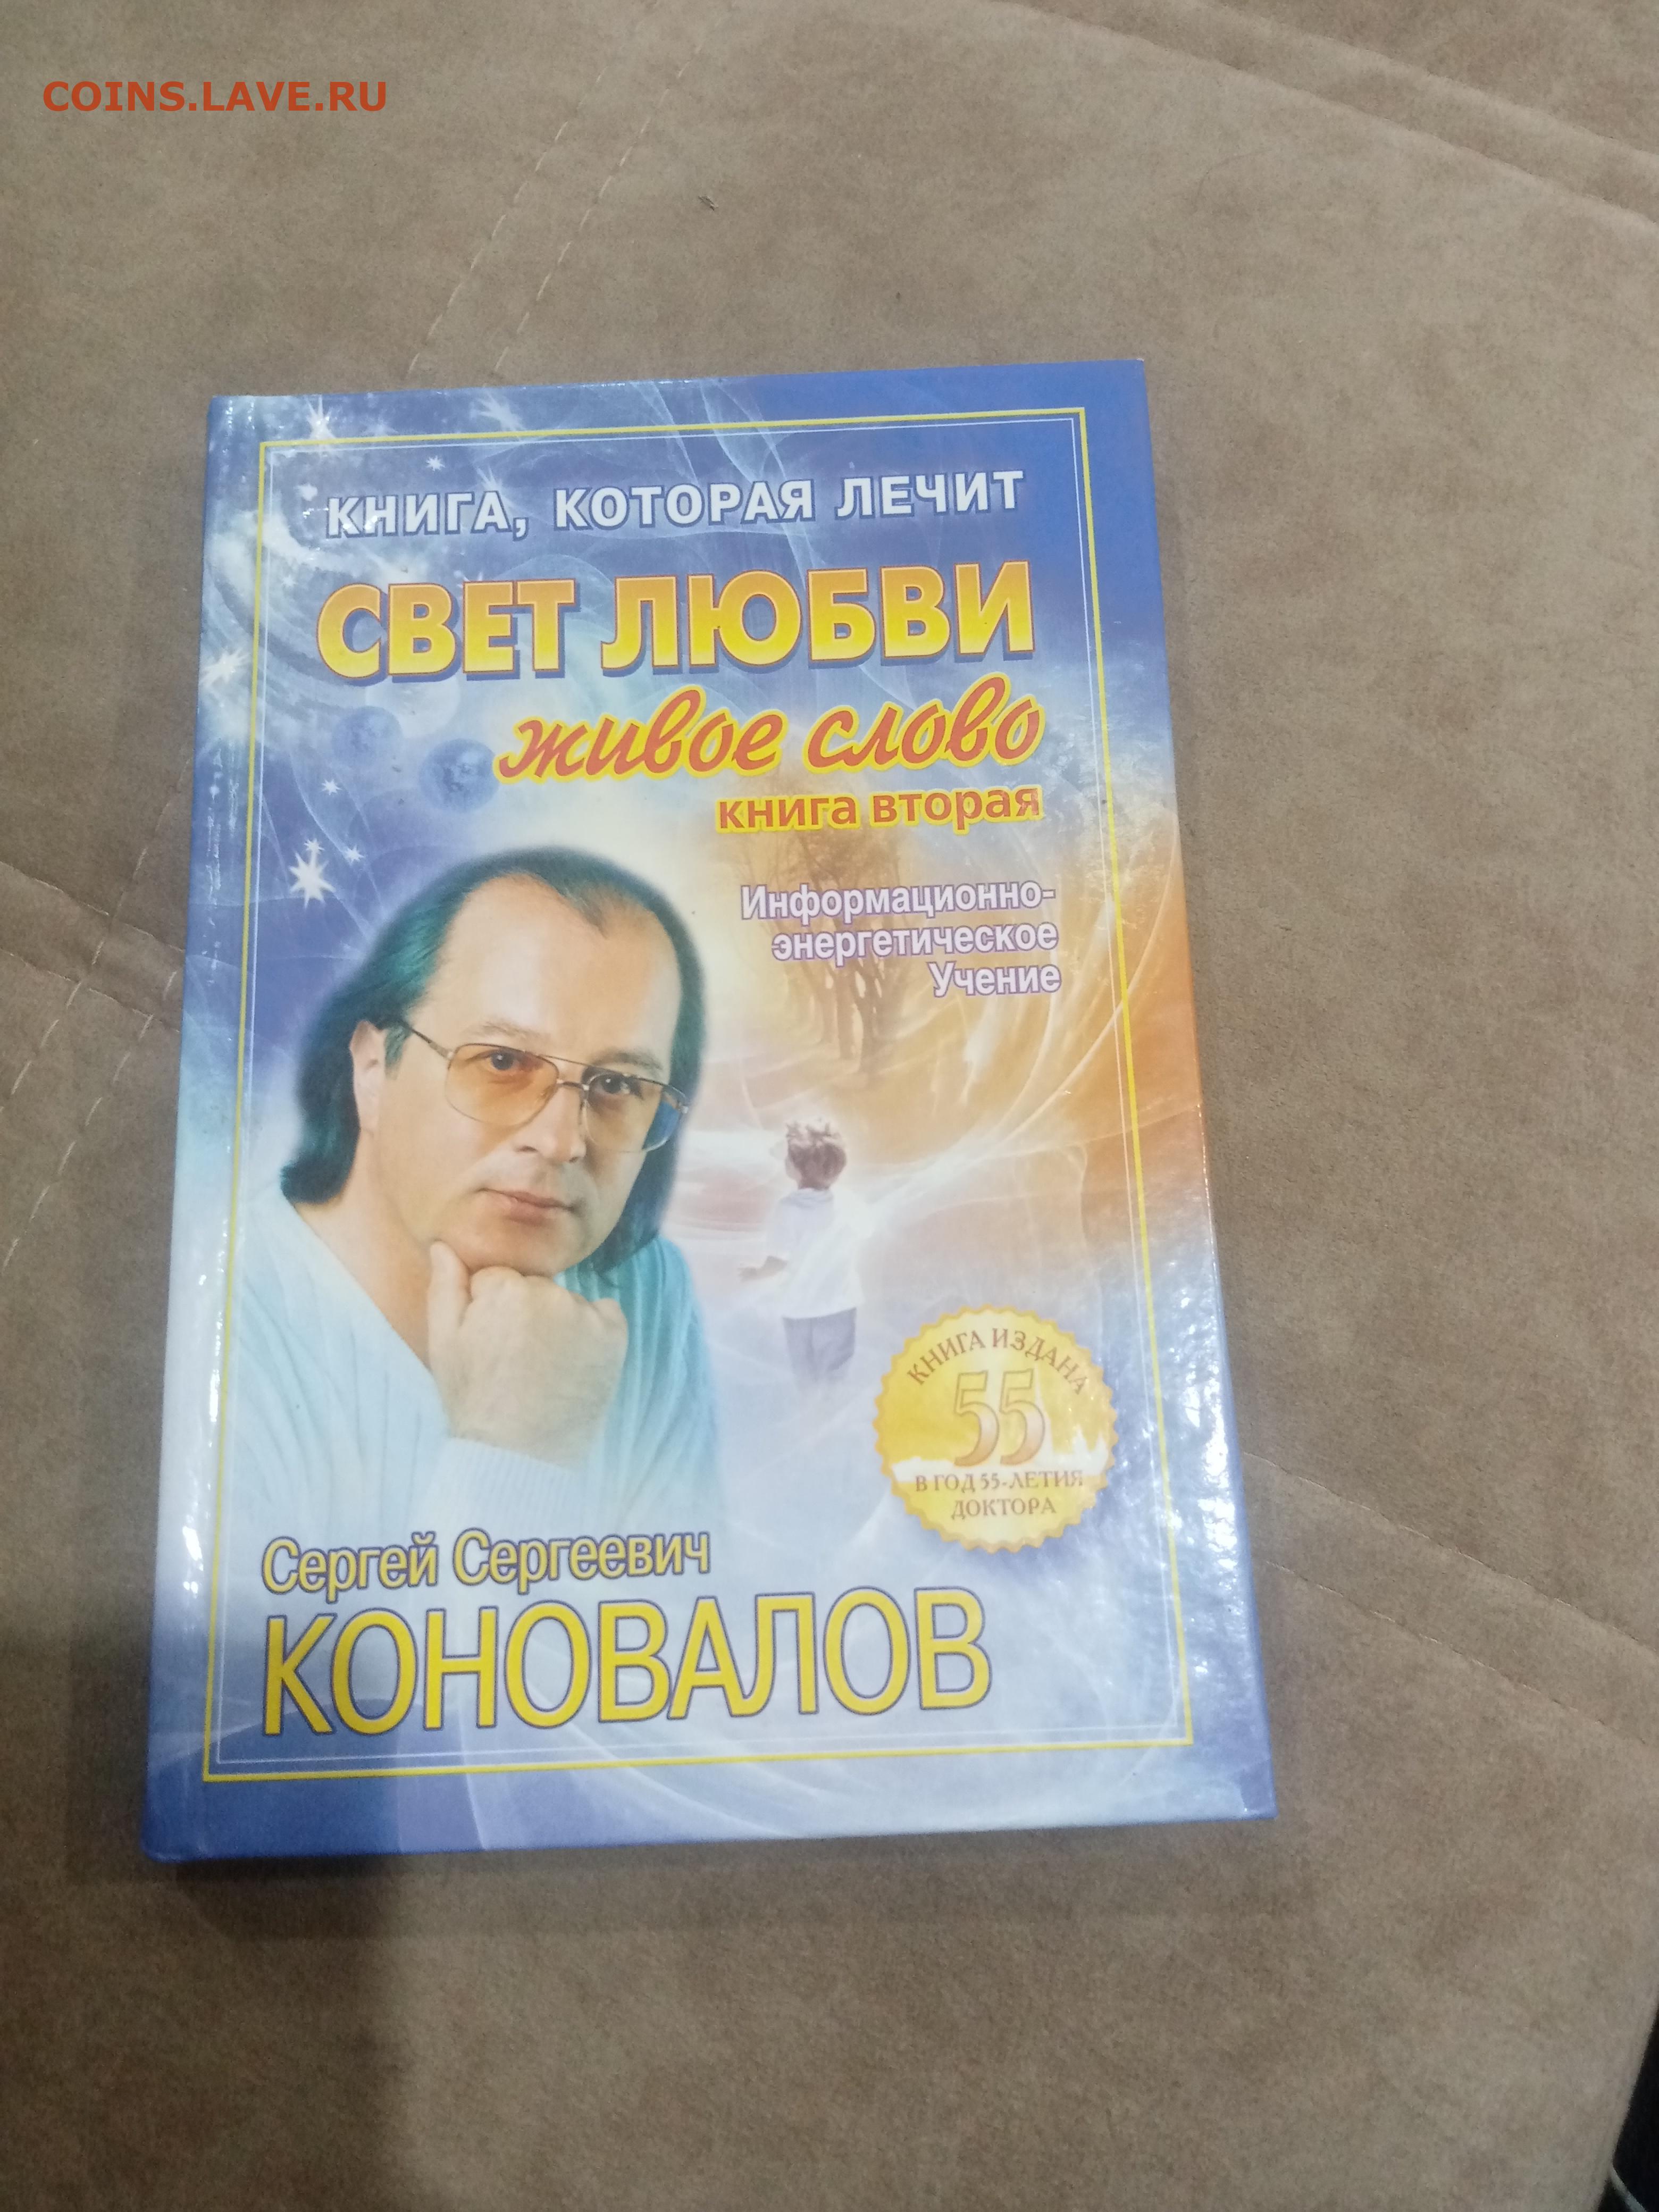 COINS.LAVE.RU
КНИГА, КОТОРАЯ ЛЕЧИТ
СВЕТ ЛЮБВИ
живое слово
книга вторая
Информационно-
энергетическое
Учение
КНИГА ИЗДАНА
55
В ГОД 55-ЛЕТИЯ
ДОКТОРА
Сергей Сергеевич
КОНОВАЛОВ